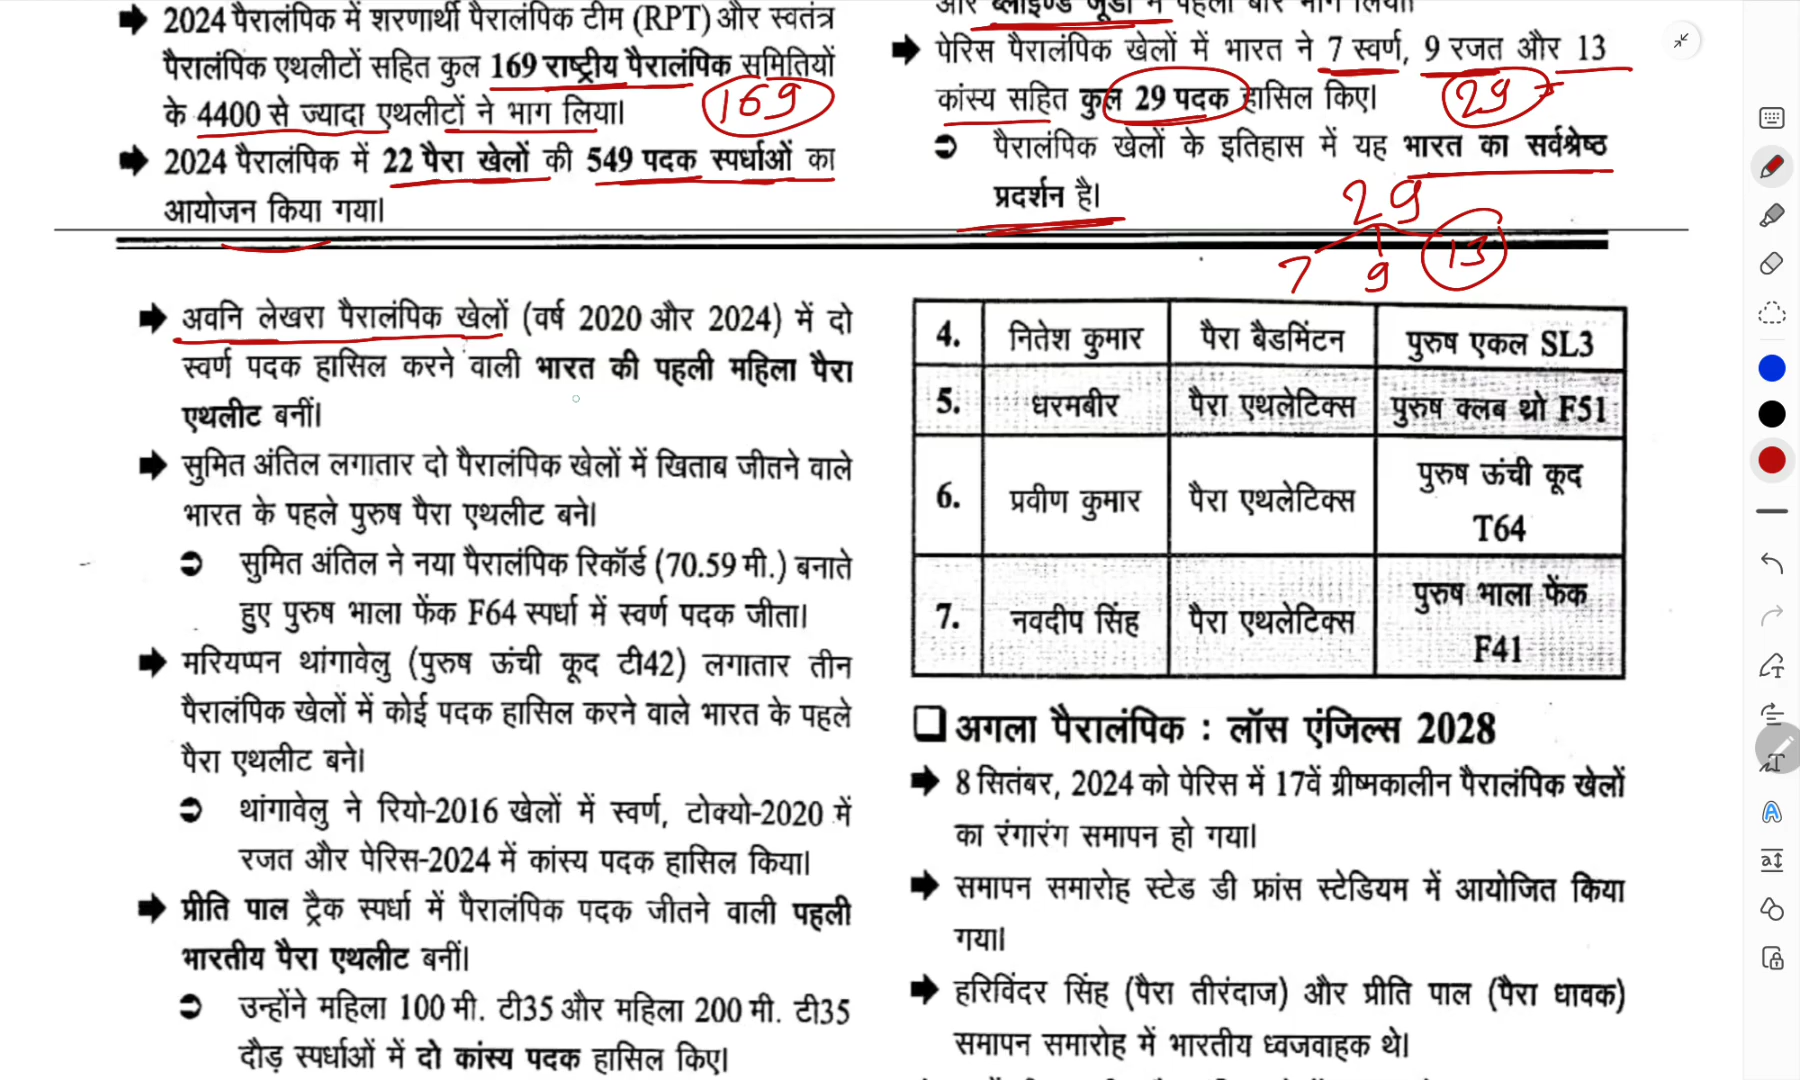 2024 पैरालंपिक में शरणार्थी पैरालंपिक टीम (RPT) और स्वतंत्र
पैरालंपिक एथलीटों सहित कुल 169 राष्ट्रीय पैरालंपिक समितियों
के 4400 से ज्यादा एथलीटों ने भाग लिया।
169
2024 पैरालंपिक में 22 पैरा खेलों की 549 पदक स्पर्धाओं का
आयोजन किया गया।
अवनि लेखरा पैरालंपिक खेलों (वर्ष 2020 और 2024) में दो
स्वर्ण पदक हासिल करने वाली भारत की पहली महिला पैरा
एथलीट बनीं।
सुमित अंतिल लगातार दो पैरालंपिक खेलों में खिताब जीतने वाले
भारत के पहले पुरुष पैरा एथलीट बने।
सुमित अंतिल ने नया पैरालंपिक रिकॉर्ड (70.59 मी.) बनाते
हुए पुरुष भाला फेंक F64 स्पर्धा में स्वर्ण पदक जीता।
मरियप्पन थांगावेलु (पुरुष ऊंची कूद टी42) लगातार तीन
पैरालंपिक खेलों में कोई पदक हासिल करने वाले भारत के पहले
पैरा एथलीट बने।
थांगावेलु ने रियो-2016 खेलों में स्वर्ण, टोक्यो-2020 में
रजत और पेरिस-2024 में कांस्य पदक हासिल किया।
प्रीति पाल ट्रैक स्पर्धा में पैरालंपिक पदक जीतने वाली पहली
भारतीय पैरा एथलीट बनीं।
उन्होंने महिला 100 मी. टी35 और महिला 200 मी. टी35
दौड़ स्पर्धाओं में दो कांस्य पदक हासिल किए।
और ब्लाइण्ड जूडो में पहली बार भाग लिया।
पेरिस पैरालंपिक खेलों में भारत ने 7 स्वर्ण, 9 रजत और 13
कांस्य सहित कुल 29 पदक हासिल किए।
29
पैरालंपिक खेलों के इतिहास में यह भारत का सर्वश्रेष्ठ
प्रदर्शन है।
29
7 9 13
4. नितेश कुमार पैरा बैडमिंटन पुरुष एकल SL3
5. धरमबीर पैरा एथलेटिक्स पुरुष क्लब थ्रो F51
6. प्रवीण कुमार पैरा एथलेटिक्स पुरुष ऊंची कूद
T64
7. नवदीप सिंह पैरा एथलेटिक्स पुरुष भाला फेंक
F41
अगला पैरालंपिक : लॉस एंजिल्स 2028
8 सितंबर, 2024 को पेरिस में 17वें ग्रीष्मकालीन पैरालंपिक खेलों
का रंगारंग समापन हो गया।
समापन समारोह स्टेड डी फ्रांस स्टेडियम में आयोजित किया
गया।
हरविंदर सिंह (पैरा तीरंदाज) और प्रीति पाल (पैरा धावक)
समापन समारोह में भारतीय ध्वजवाहक थे।